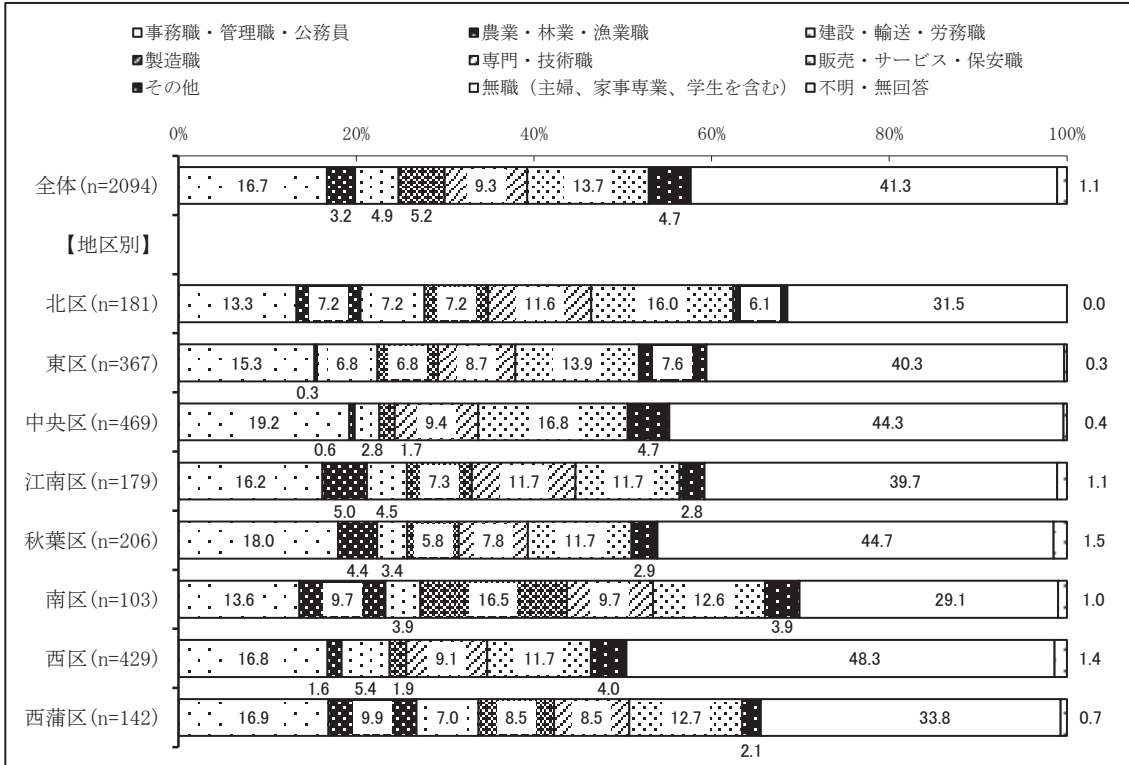 □事務職・管理職・公務員 ■農業・林業・漁業職 □建設・輸送・労務職
■製造職 □専門・技術職 □販売・サービス・保安職
■その他 □無職（主婦、家事専業、学生を含む） □不明・無回答
0% 20% 40% 60% 80% 100%
全体(n=2094) 16.7 9.3 13.7 41.3 1.1
3.2 4.9 5.2 4.7
【地区別】
北区(n=181) 13.3 7.2 7.2 7.2 11.6 16.0 6.1 31.5 0.0
東区(n=367) 15.3 6.8 6.8 8.7 13.9 7.6 40.3 0.3
0.3
中央区(n=469) 19.2 9.4 16.8 44.3 0.4
0.6 2.8 1.7 4.7
江南区(n=179) 16.2 7.3 11.7 11.7 39.7 1.1
5.0 4.5 2.8
秋葉区(n=206) 18.0 5.8 7.8 11.7 44.7 1.5
4.4 3.4 2.9
南区(n=103) 13.6 9.7 16.5 9.7 12.6 29.1 1.0
3.9 3.9
西区(n=429) 16.8 9.1 11.7 48.3 1.4
1.6 5.4 1.9 4.0
西蒲区(n=142) 16.9 9.9 7.0 8.5 8.5 12.7 33.8 0.7
2.1